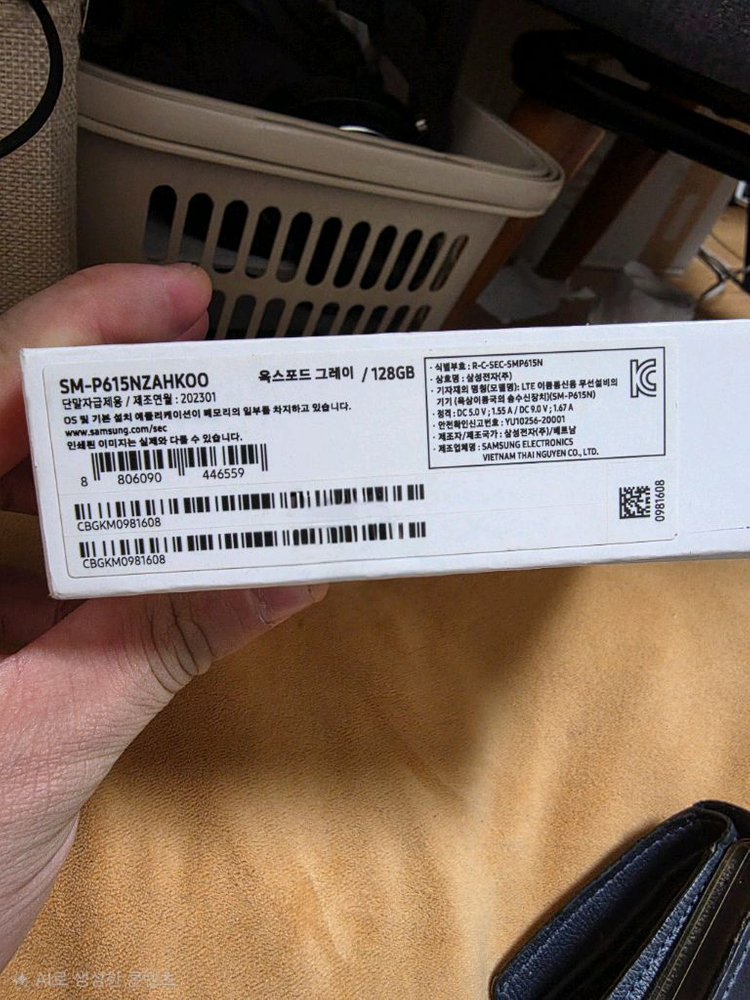 SM-P615NZAHKOO
옥스포드 그레이 / 128GB
단말자급제용 / 제조연월 : 202301
OS 및 기본 설치 애플리케이션이 메모리의 일부를 차지하고 있습니다.
www.samsung.com/sec
인쇄된 이미지는 실제와 다를 수 있습니다.
8 806090 446559
CBGKM0981608
CBGKM0981608
· 식별부호 : R-C-SEC-SMP615N
· 상호명 : 삼성전자(주)
· 기자재의 명칭(모델명): LTE 이동통신용 무선설비의
기기 (육상이동국의 송수신장치)(SM-P615N)
· 정격 : DC 5.0 V ; 1.55 A / DC 9.0 V ; 1.67 A
· 안전확인신고번호 : YU10256-20001
· 제조자/제조국가 : 삼성전자(주)/베트남
· 제조업체명 : SAMSUNG ELECTRONICS
VIETNAM THAI NGUYEN CO., LTD.
0981608
AI로 생성된 콘텐츠